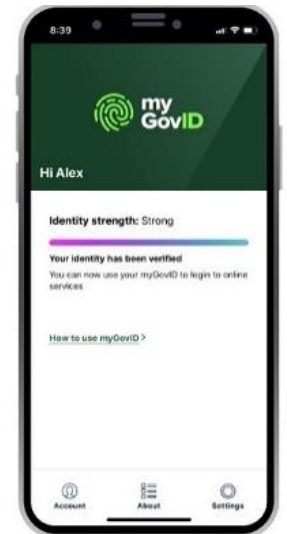 8:39
my
GovID
Hi Alex
Identity strength: Strong
Your identity has been verified
You can now use your myGovID to login to online
services
How to use myGovID >
Account About Settings